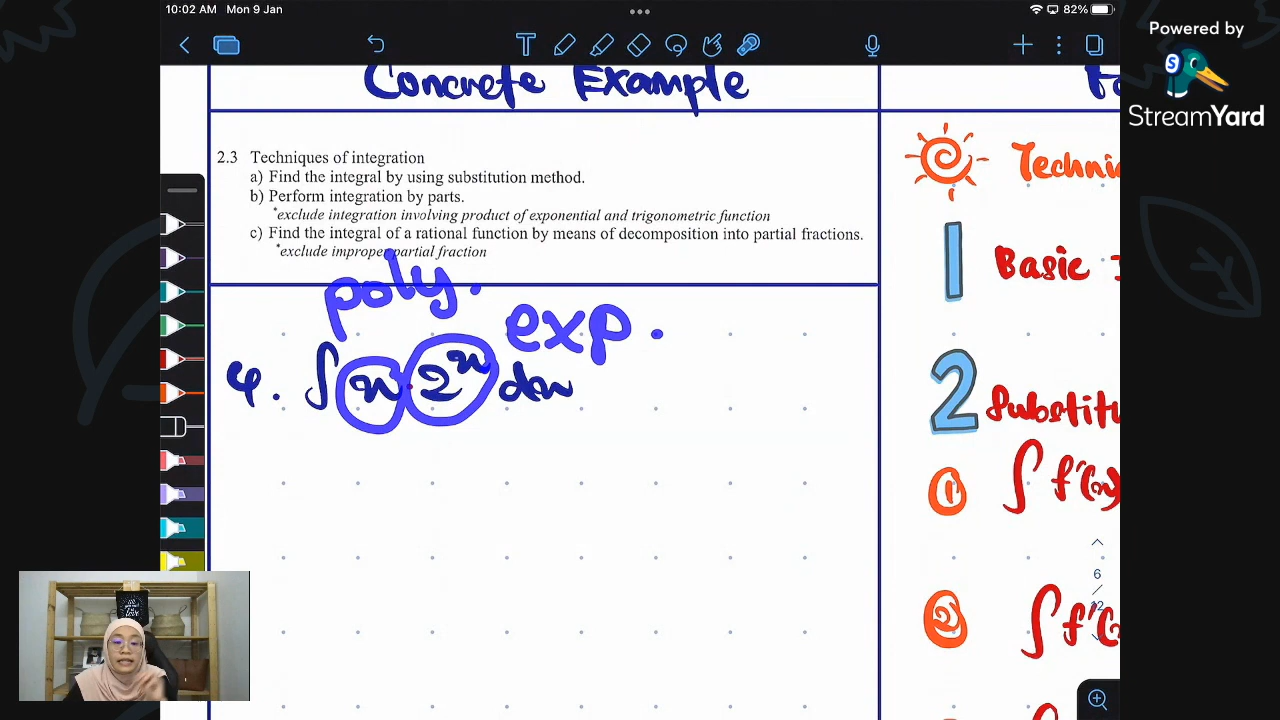 10:02 AM Mon 9 Jan
82%
Powered by
StreamYard
Concrete Example
2.3 Techniques of integration
a) Find the integral by using substitution method.
b) Perform integration by parts.
*exclude integration involving product of exponential and trigonometric function
c) Find the integral of a rational function by means of decomposition into partial fractions.
*exclude improper partial fraction
poly.
exp.
4. ∫ x · 2^x dx
Techni
1 Basic
2 Substitu
① ∫ f'(x)
② ∫ f'(x
6
/
12